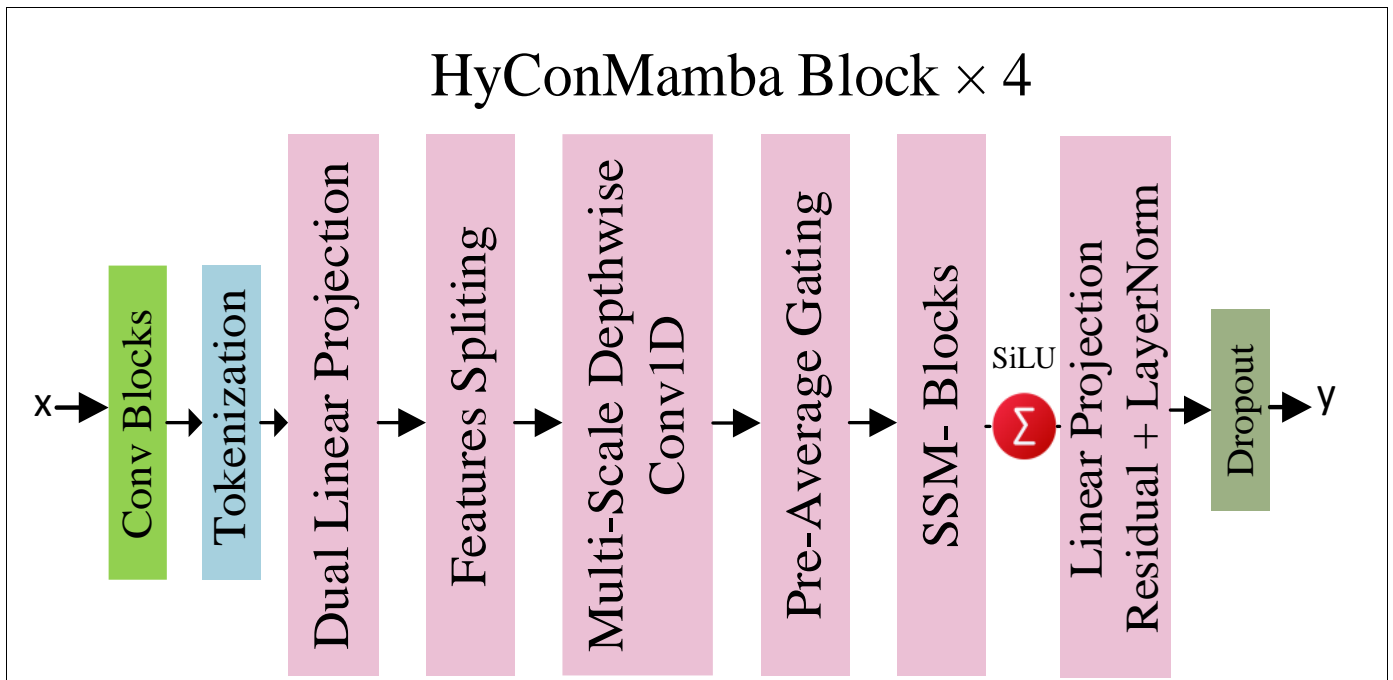 HyConMamba Block × 4
x
Conv Blocks
Tokenization
Dual Linear Projection
Features Spliting
Multi-Scale Depthwise
Conv1D
Pre-Average Gating
SSM- Blocks
SiLU
Σ
Linear Projection
Residual + LayerNorm
Dropout
y